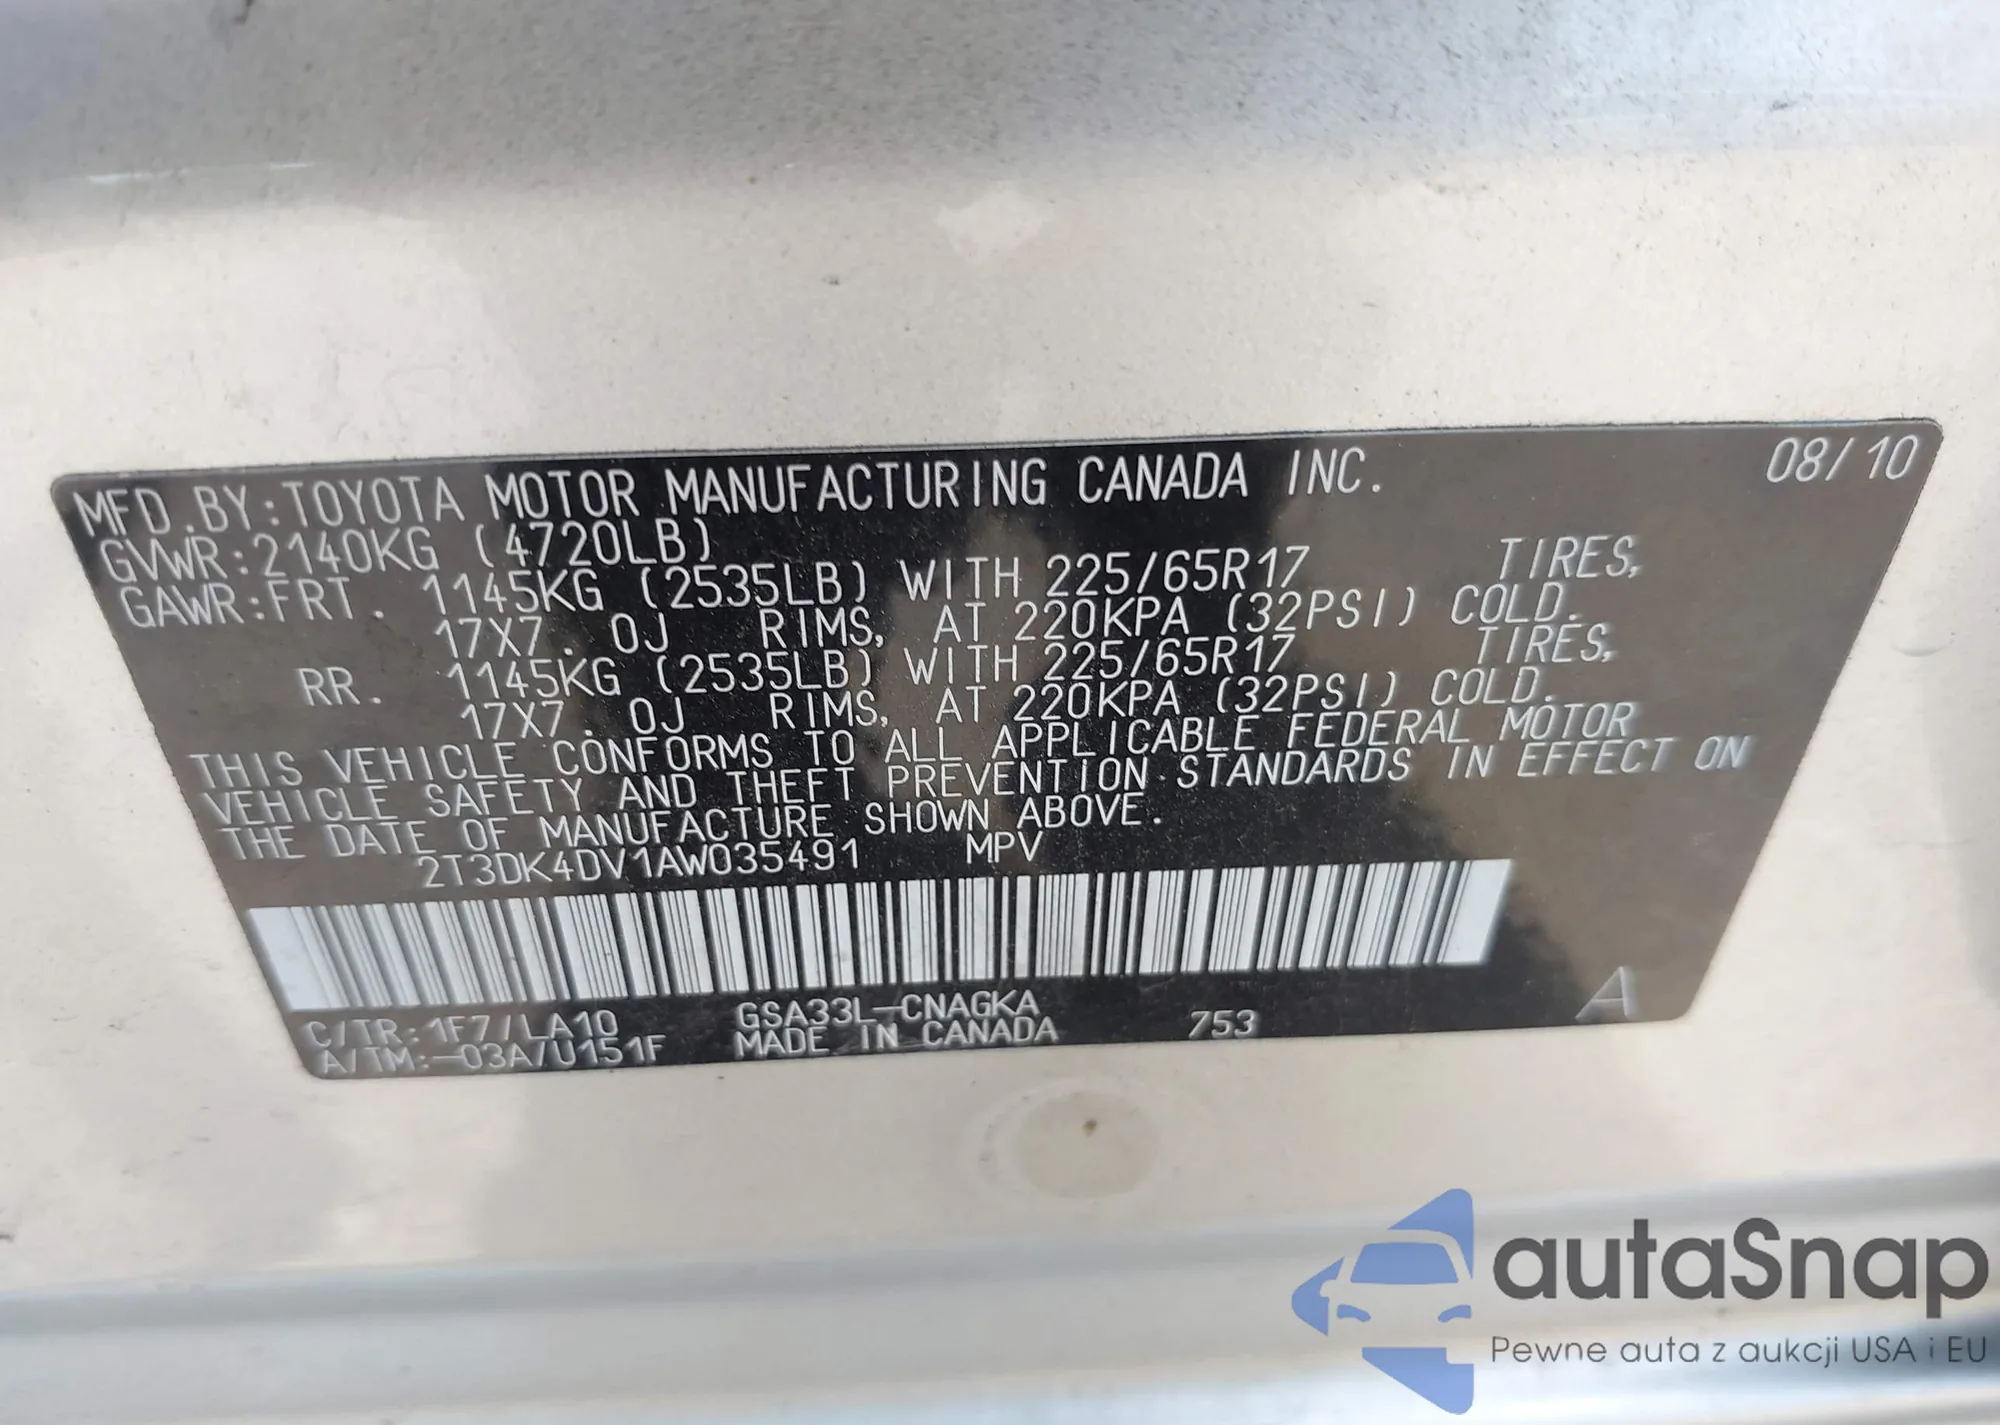 MFD.BY:TOYOTA MOTOR MANUFACTURING CANADA INC. 08/10
GVWR:2140KG (4720LB)
GAWR:FRT. 1145KG (2535LB) WITH 225/65R17 TIRES,
17X7.0J RIMS, AT 220KPA (32PSI) COLD.
RR. 1145KG (2535LB) WITH 225/65R17 TIRES,
17X7.0J RIMS, AT 220KPA (32PSI) COLD.
THIS VEHICLE CONFORMS TO ALL APPLICABLE FEDERAL MOTOR
VEHICLE SAFETY AND THEFT PREVENTION STANDARDS IN EFFECT ON
THE DATE OF MANUFACTURE SHOWN ABOVE.
2T3DK4DV1AW035491 MPV
C/TR:1F7/LA10 GSA33L-CNAGKA 753 A
A/TM:-03A/U151F MADE IN CANADA
autaSnap
Pewne auta z aukcji USA i EU